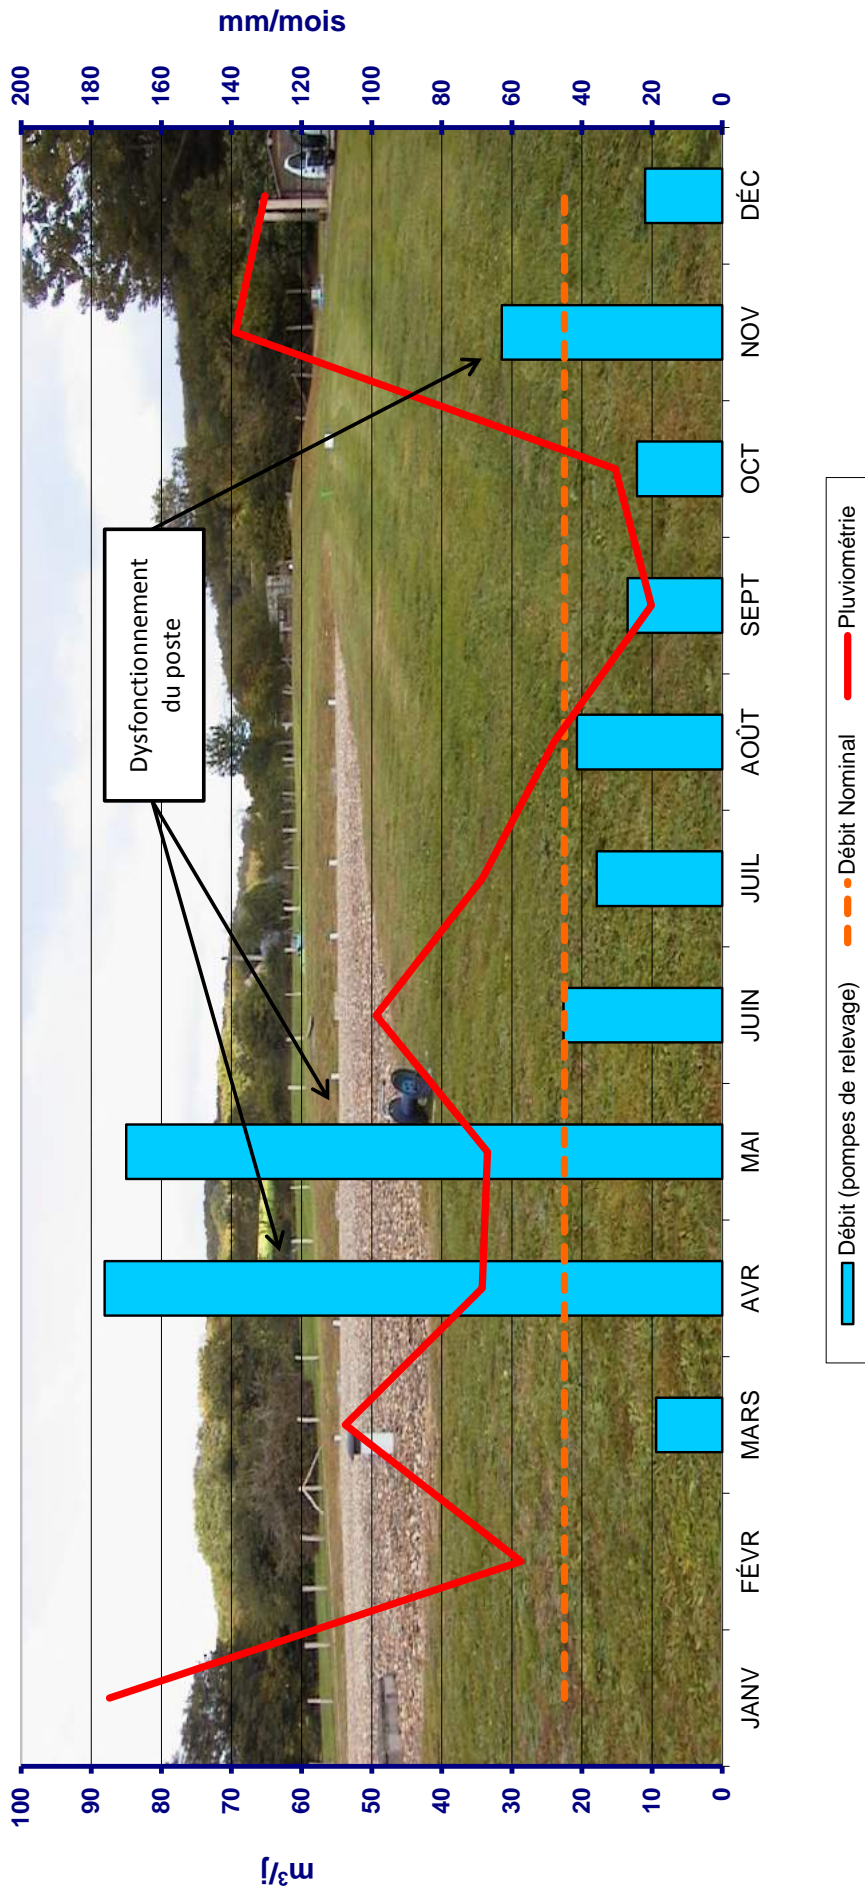 m³/j
100
90
80
70
60
50
40
30
20
10
0
mm/mois
200
180
160
140
120
100
80
60
40
20
0
Dysfonctionnement
du poste
JANV
FÉVR
MARS
AVR
MAI
JUIN
JUIL
AOÛT
SEPT
OCT
NOV
DÉC
Débit (pompes de relevage)
Débit Nominal
Pluviométrie